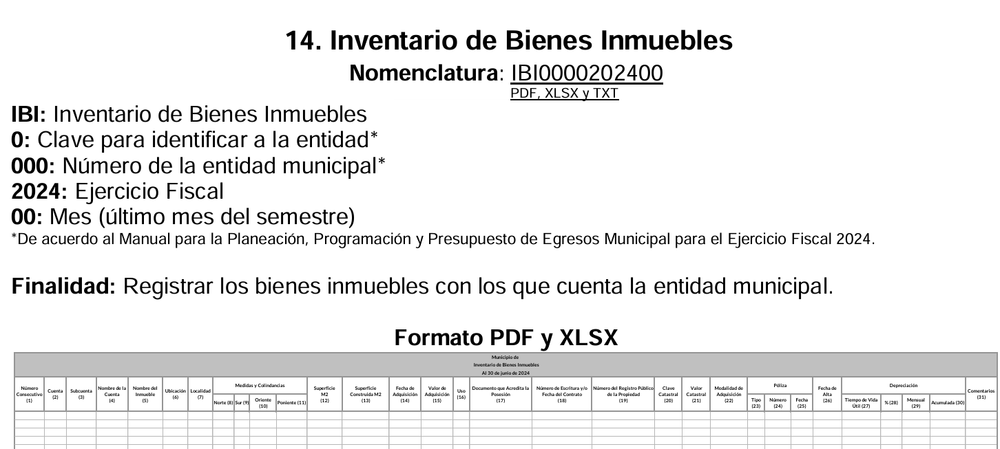 14. Inventario de Bienes Inmuebles
Nomenclatura: IBI0000202400
PDF, XLSX y TXT
IBI: Inventario de Bienes Inmuebles
0: Clave para identificar a la entidad*
000: Número de la entidad municipal*
2024: Ejercicio Fiscal
00: Mes (último mes del semestre)
*De acuerdo al Manual para la Planeación, Programación y Presupuesto de Egresos Municipal para el Ejercicio Fiscal 2024.
Finalidad: Registrar los bienes inmuebles con los que cuenta la entidad municipal.
Formato PDF y XLSX
Municipio de
Inventario de Bienes Inmuebles
Al 30 de junio de 2024
Número Consecutivo (1)
Cuenta (2)
Subcuenta (3)
Nombre de la Cuenta (4)
Nombre del Inmueble (5)
Ubicación (6)
Localidad (7)
Medidas y Colindancias
Norte (8)
Sur (9)
Oriente (10)
Poniente (11)
Superficie M2 (12)
Superficie Construida M2 (13)
Fecha de Adquisición (14)
Valor de Adquisición (15)
Uso (16)
Documento que Acredita la Posesión (17)
Número de Escritura y/o Fecha del Contrato (18)
Número del Registro Público de la Propiedad (19)
Clave Catastral (20)
Valor Catastral (21)
Modalidad de Adquisición (22)
Póliza
Tipo (23)
Número (24)
Fecha (25)
Fecha de Alta (26)
Depreciación
Tiempo de Vida Útil (27)
% (28)
Mensual (29)
Acumulada (30)
Comentarios (31)